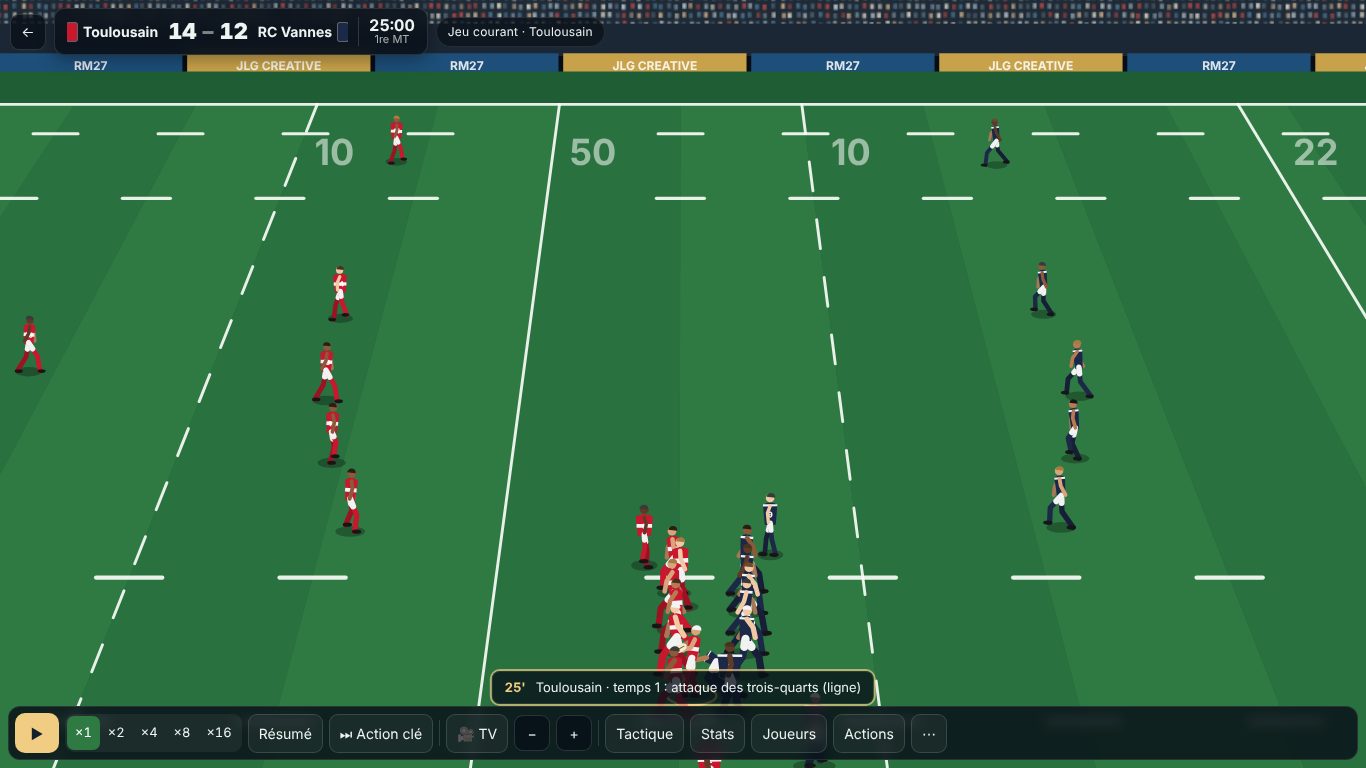 ← Toulousain 14 – 12 RC Vannes 25:00 Jeu courant · Toulousain
1re MT
RM27 JLG CREATIVE RM27 JLG CREATIVE RM27 JLG CREATIVE RM27
10 50 10 22
25' Toulousain · temps 1 : attaque des trois-quarts (ligne)
×1 ×2 ×4 ×8 ×16 Résumé Action clé TV − + Tactique Stats Joueurs Actions ⋯